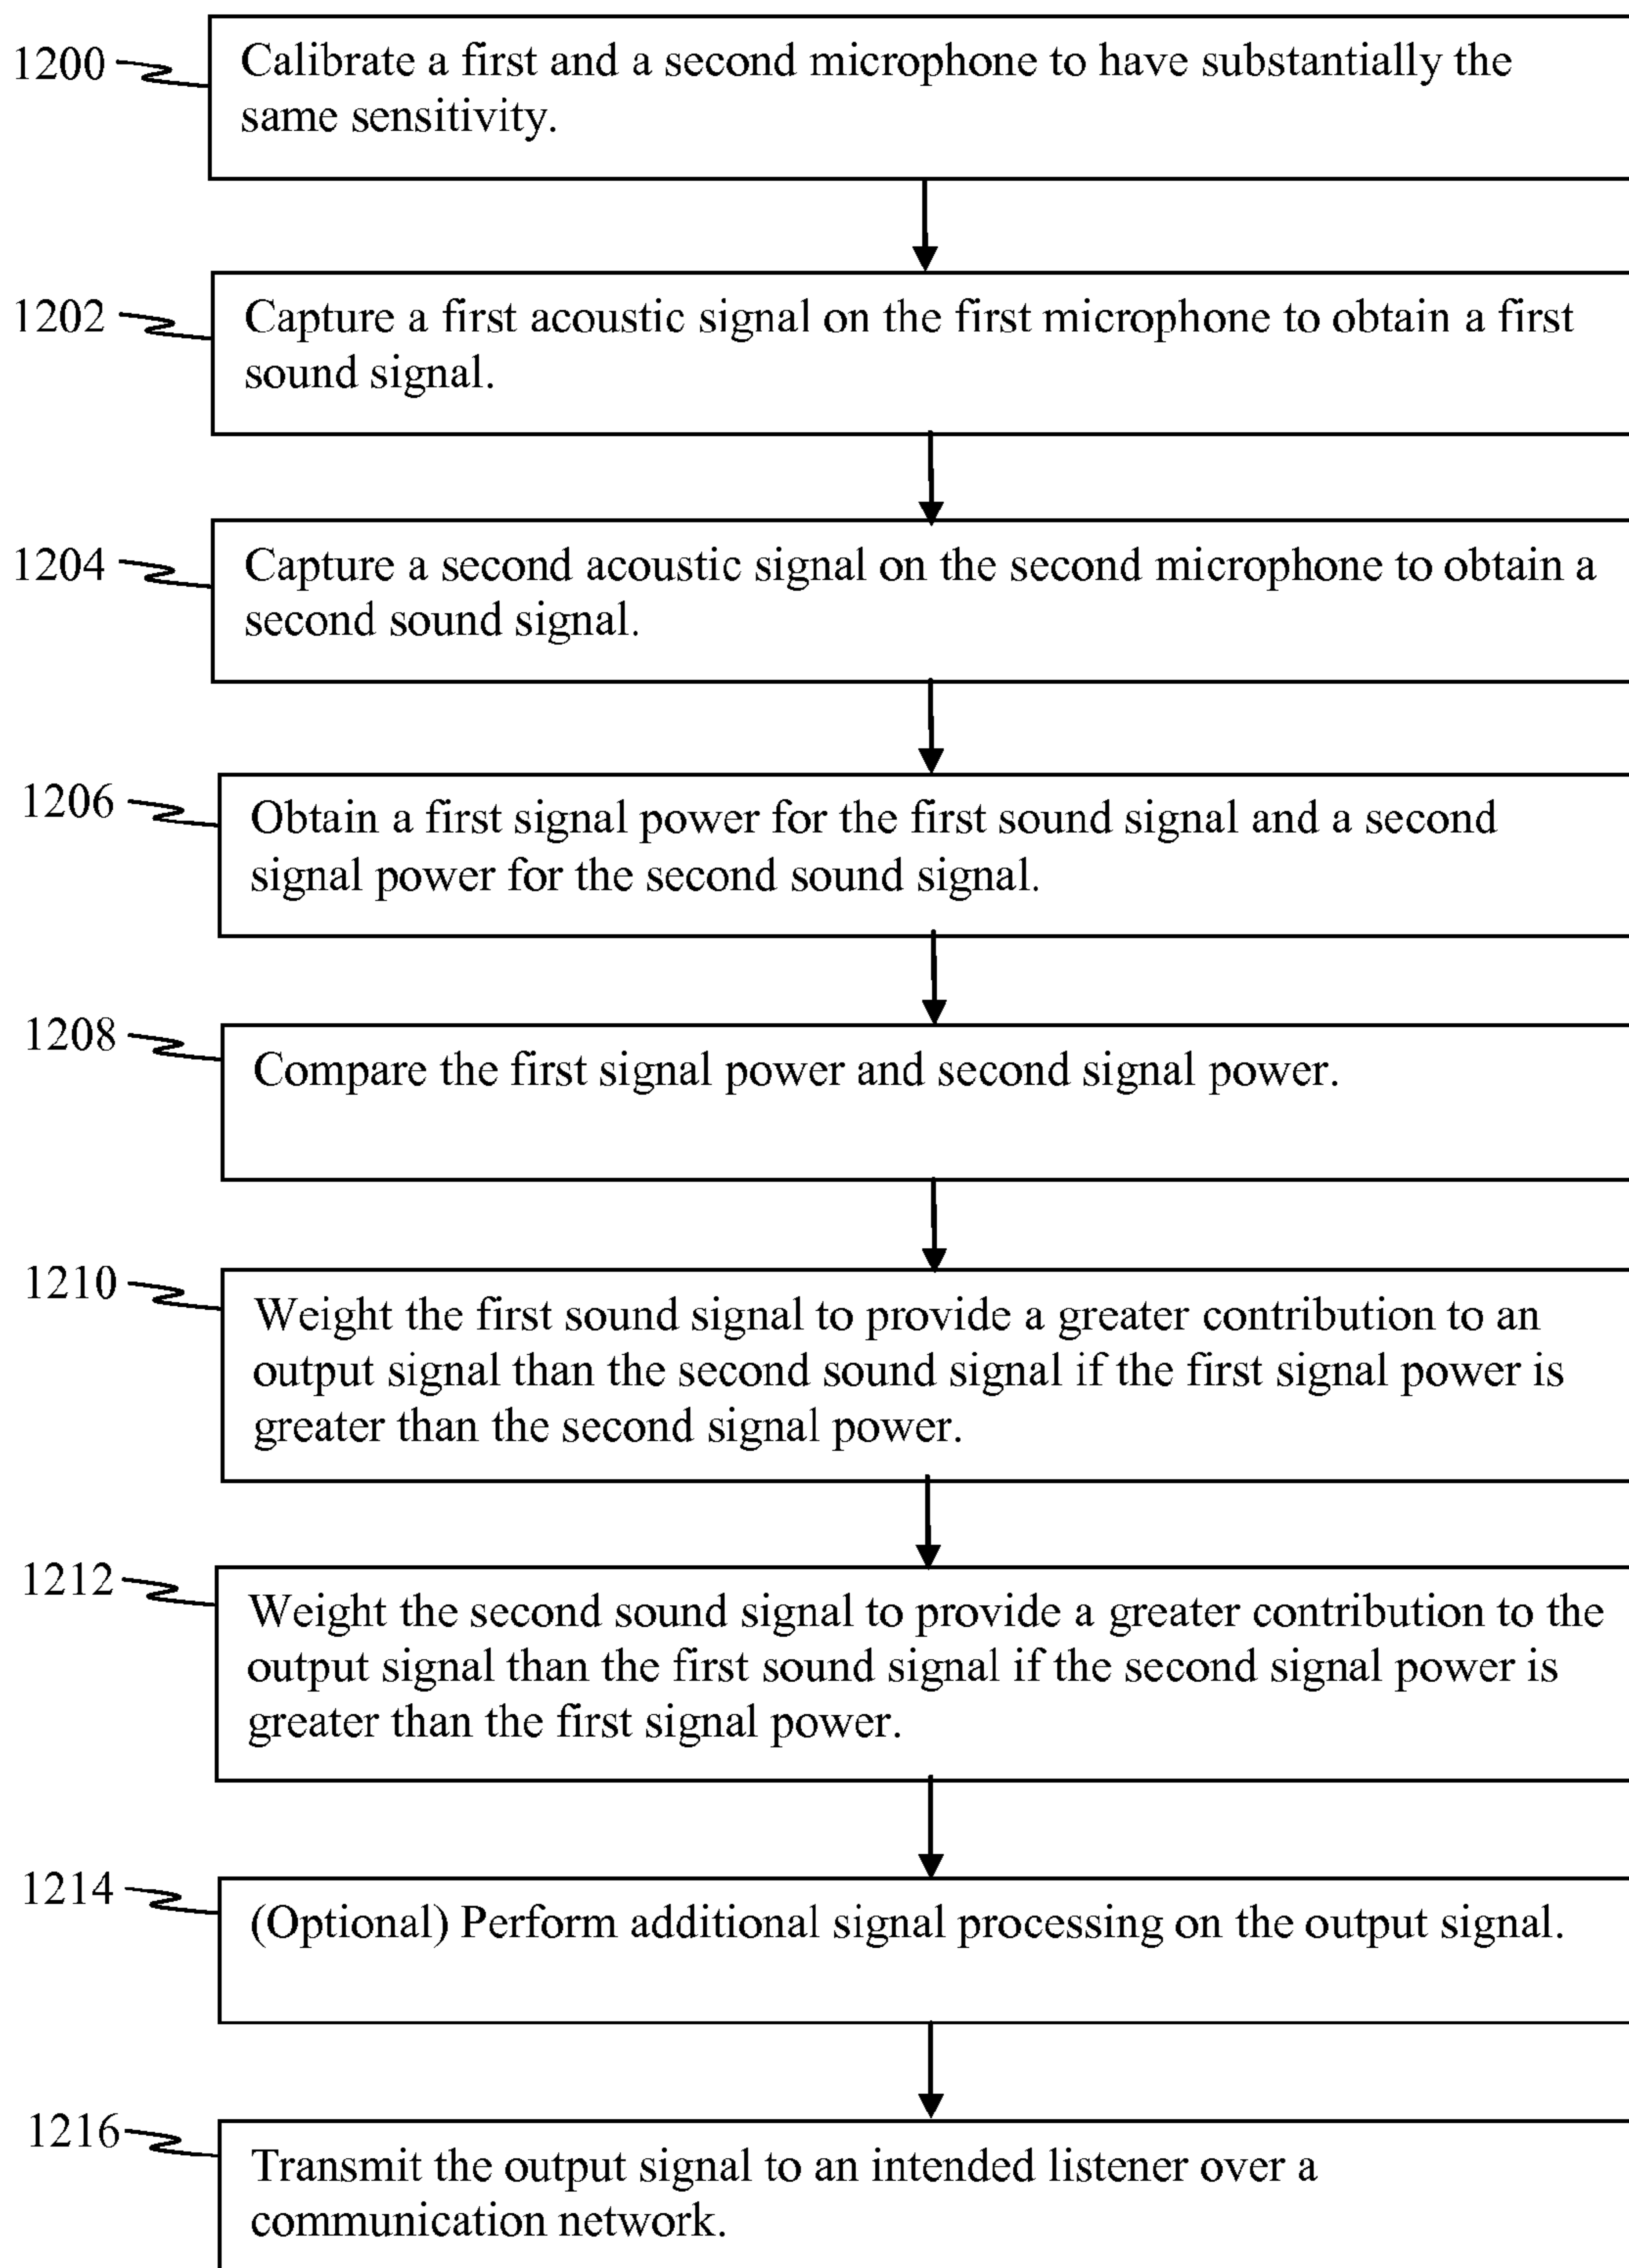 1200
Calibrate a first and a second microphone to have substantially the
same sensitivity.
1202
Capture a first acoustic signal on the first microphone to obtain a first
sound signal.
1204
Capture a second acoustic signal on the second microphone to obtain a
second sound signal.
1206
Obtain a first signal power for the first sound signal and a second
signal power for the second sound signal.
1208
Compare the first signal power and second signal power.
1210
Weight the first sound signal to provide a greater contribution to an
output signal than the second sound signal if the first signal power is
greater than the second signal power.
1212
Weight the second sound signal to provide a greater contribution to the
output signal than the first sound signal if the second signal power is
greater than the first signal power.
1214
(Optional) Perform additional signal processing on the output signal.
1216
Transmit the output signal to an intended listener over a
communication network.